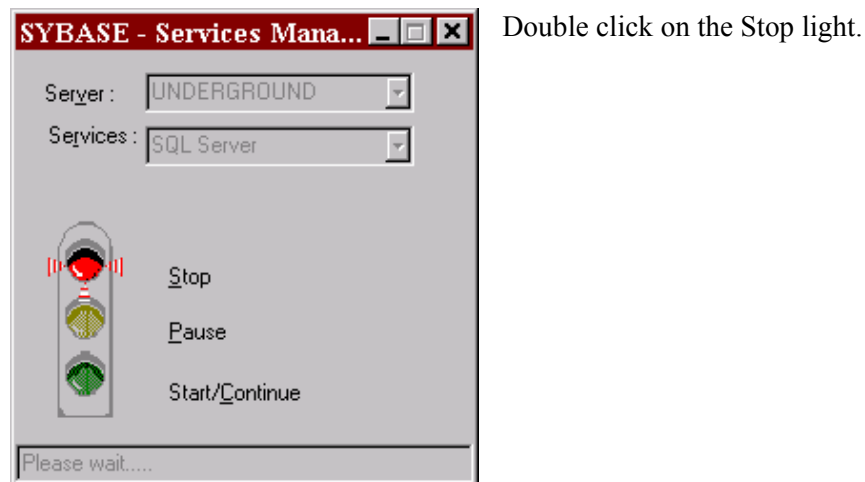 SYBASE - Services Mana...
Double click on the Stop light.
Server :
UNDERGROUND
Services :
SQL Server
Stop
Pause
Start/Continue
Please wait.....